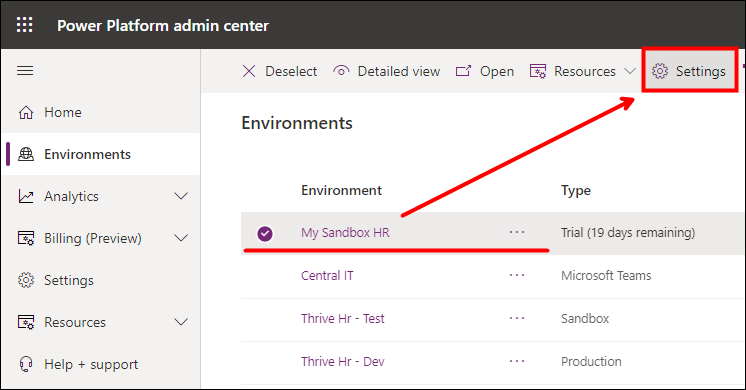 Power Platform admin center
Deselect Detailed view Open Resources Settings
Home
Environments
Analytics
Billing (Preview)
Settings
Resources
Help + support
Environments
Environment Type
My Sandbox HR ··· Trial (19 days remaining)
Central IT ··· Microsoft Teams
Thrive Hr - Test ··· Sandbox
Thrive Hr - Dev ··· Production